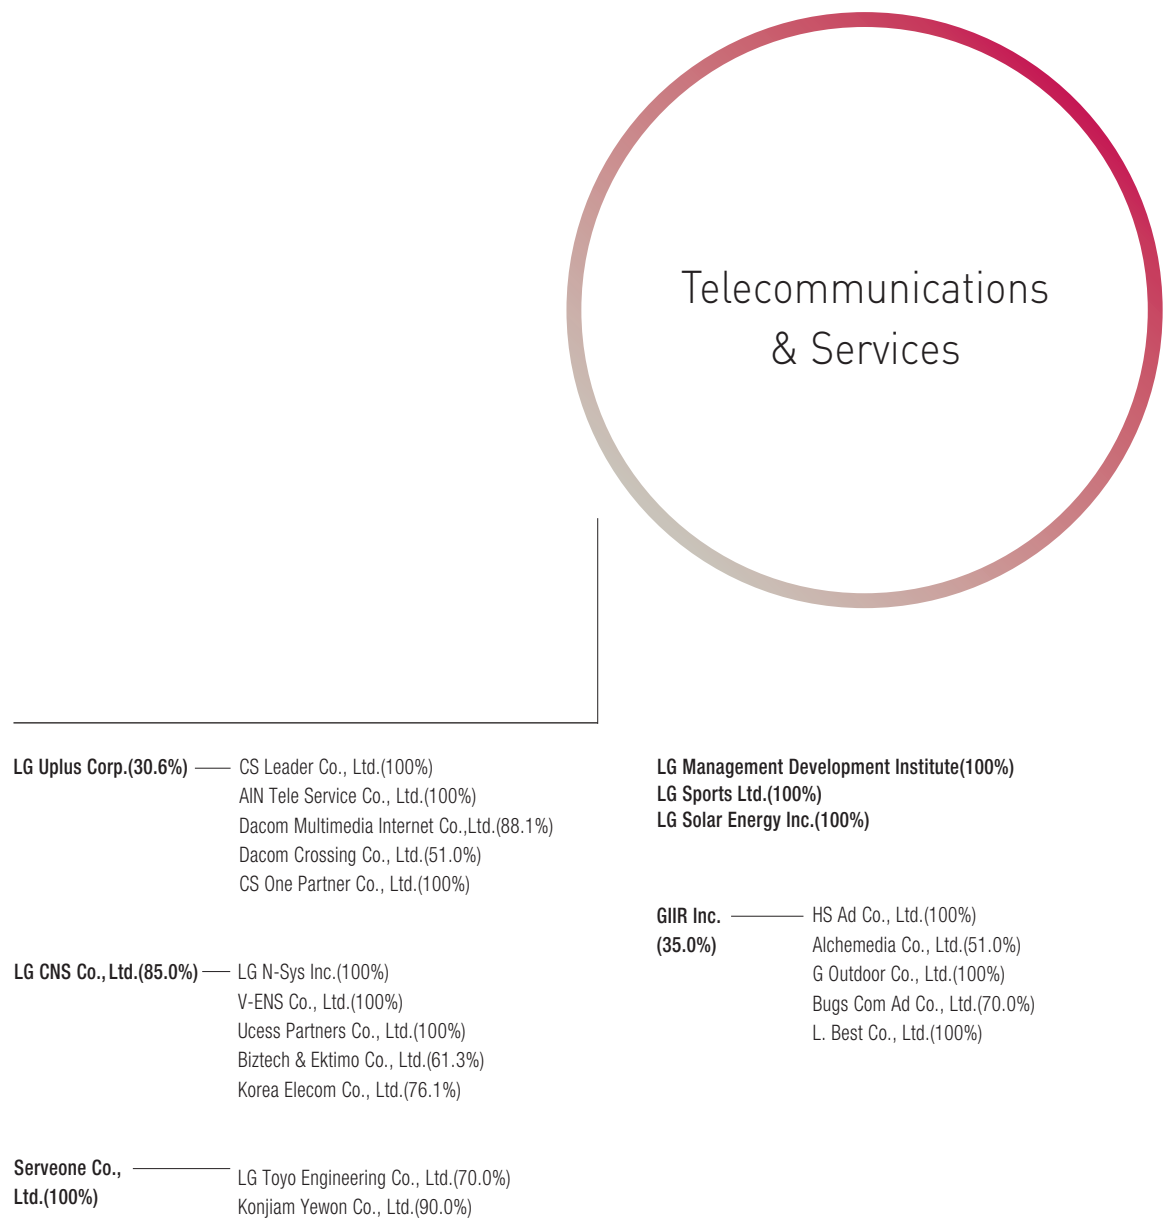 Telecommunications
& Services
LG Uplus Corp.(30.6%)
CS Leader Co., Ltd.(100%)
AIN Tele Service Co., Ltd.(100%)
Dacom Multimedia Internet Co.,Ltd.(88.1%)
Dacom Crossing Co., Ltd.(51.0%)
CS One Partner Co., Ltd.(100%)
LG CNS Co., Ltd.(85.0%)
LG N-Sys Inc.(100%)
V-ENS Co., Ltd.(100%)
Ucess Partners Co., Ltd.(100%)
Biztech & Ektimo Co., Ltd.(61.3%)
Korea Elecom Co., Ltd.(76.1%)
Serveone Co.,
Ltd.(100%)
LG Toyo Engineering Co., Ltd.(70.0%)
Konjiam Yewon Co., Ltd.(90.0%)
LG Management Development Institute(100%)
LG Sports Ltd.(100%)
LG Solar Energy Inc.(100%)
GIIR Inc.
(35.0%)
HS Ad Co., Ltd.(100%)
Alchemedia Co., Ltd.(51.0%)
G Outdoor Co., Ltd.(100%)
Bugs Com Ad Co., Ltd.(70.0%)
L. Best Co., Ltd.(100%)